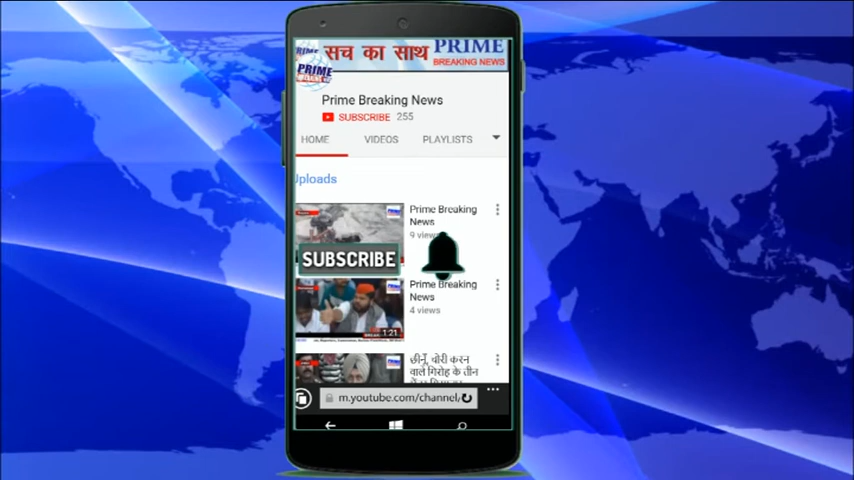 सच का साथ PRIME
BREAKING NEWS
PRIME
Prime Breaking News
SUBSCRIBE 255
HOME VIDEOS PLAYLISTS
Uploads
Prime Breaking
News
9 views
SUBSCRIBE
Prime Breaking
News
4 views
1:21
छीनूँ, चोरी करन
वाले गिरोह के तीन
m.youtube.com/channel/